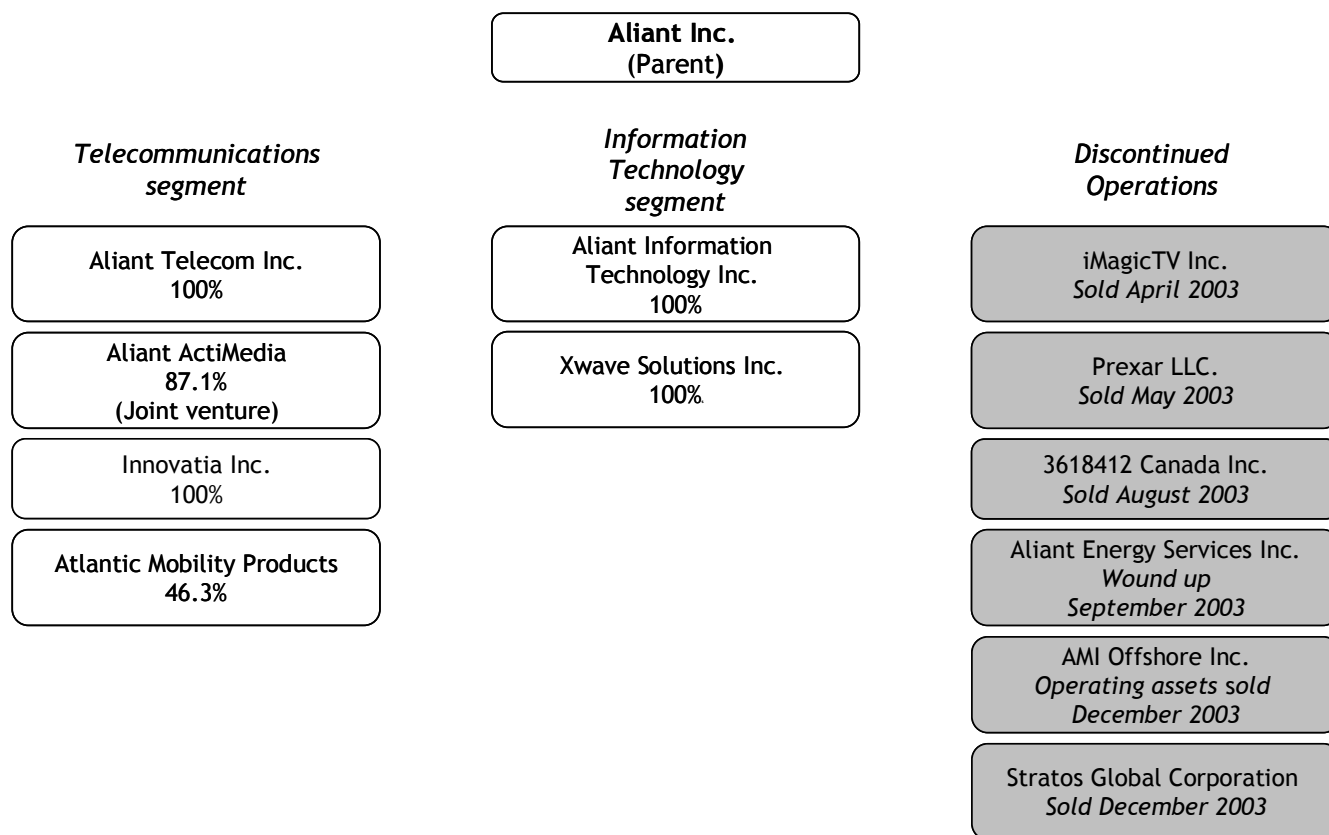 Aliant Inc.
(Parent)
Telecommunications
segment
Aliant Telecom Inc.
100%
Aliant ActiMedia
87.1%
(Joint venture)
Innovatia Inc.
100%
Atlantic Mobility Products
46.3%
Information
Technology
segment
Aliant Information
Technology Inc.
100%
Xwave Solutions Inc.
100%
Discontinued
Operations
iMagicTV Inc.
Sold April 2003
Prexar LLC.
Sold May 2003
3618412 Canada Inc.
Sold August 2003
Aliant Energy Services Inc.
Wound up
September 2003
AMI Offshore Inc.
Operating assets sold
December 2003
Stratos Global Corporation
Sold December 2003